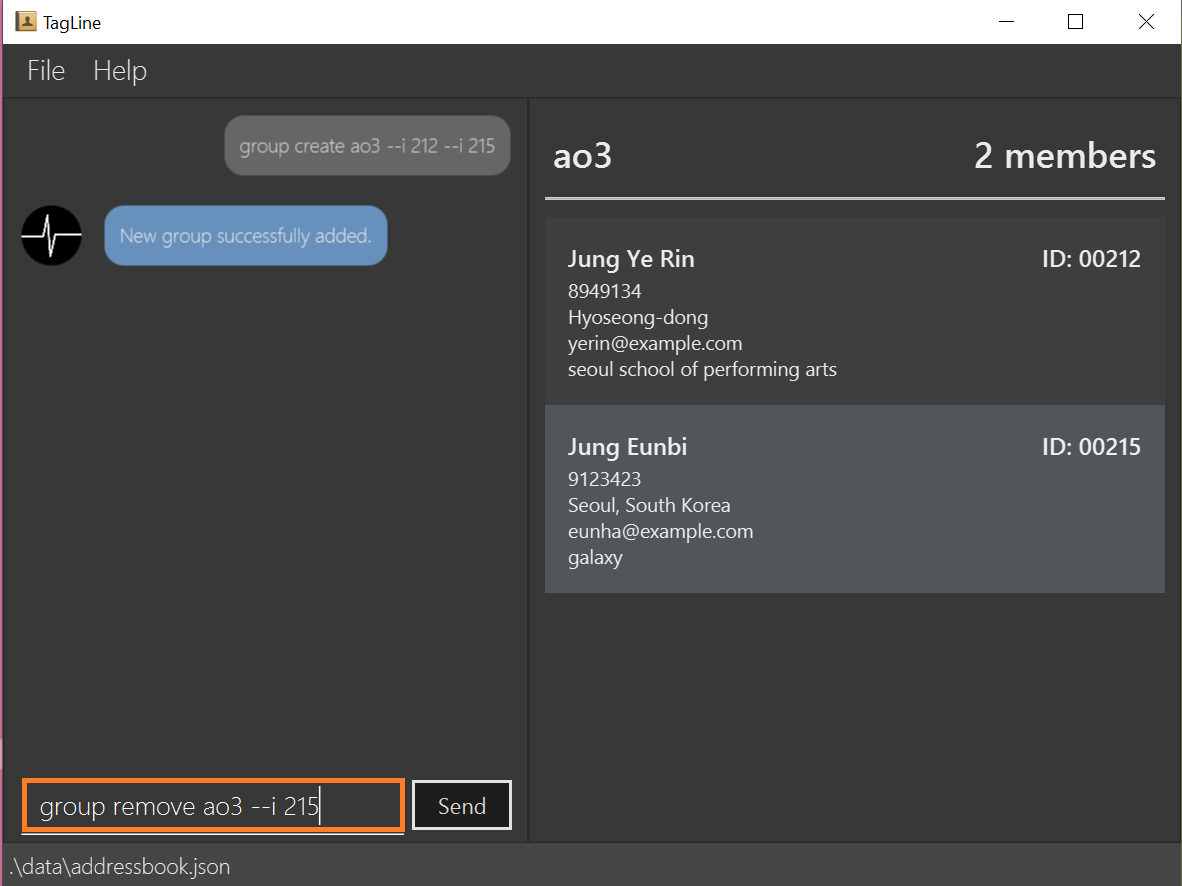 TagLine
File Help
group create ao3 --i 212 --i 215
New group successfully added.
group remove ao3 --i 215
Send
ao3 2 members
Jung Ye Rin ID: 00212
8949134
Hyoseong-dong
yerin@example.com
seoul school of performing arts
Jung Eunbi ID: 00215
9123423
Seoul, South Korea
eunha@example.com
galaxy
.\data\addressbook.json